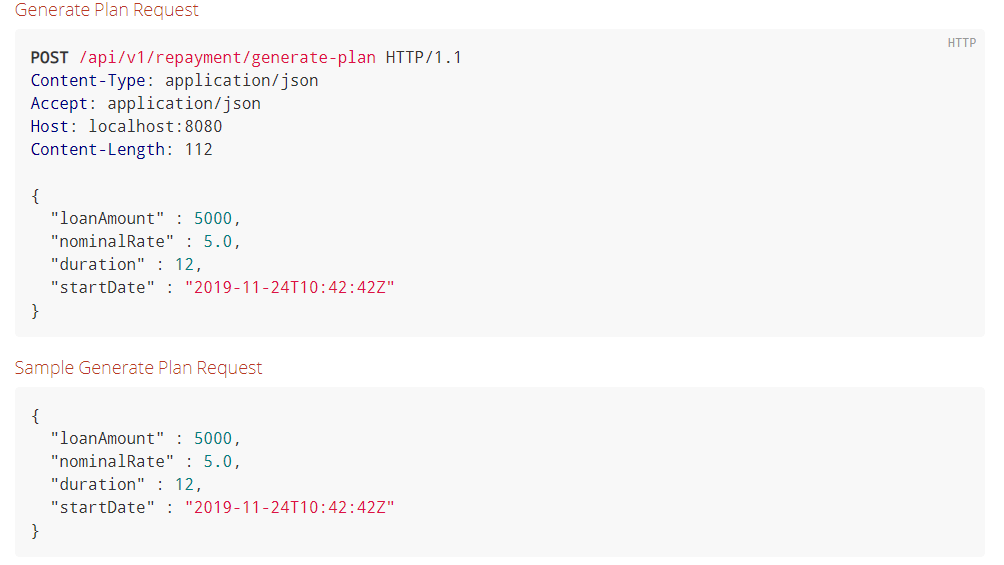 Generate Plan Request
HTTP
POST /api/v1/repayment/generate-plan HTTP/1.1
Content-Type: application/json
Accept: application/json
Host: localhost:8080
Content-Length: 112
{
"loanAmount" : 5000,
"nominalRate" : 5.0,
"duration" : 12,
"startDate" : "2019-11-24T10:42:42Z"
}
Sample Generate Plan Request
{
"loanAmount" : 5000,
"nominalRate" : 5.0,
"duration" : 12,
"startDate" : "2019-11-24T10:42:42Z"
}